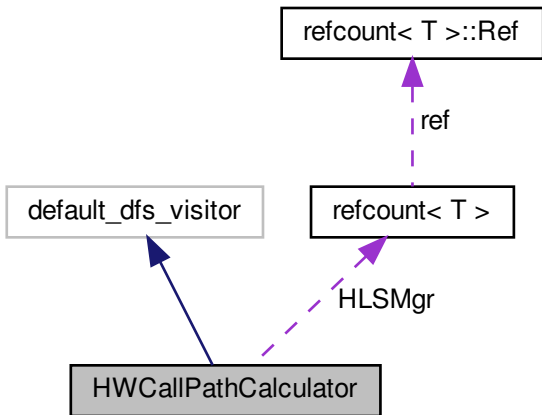 refcount< T >::Ref
ref
default_dfs_visitor
refcount< T >
HLSMgr
HWCallPathCalculator